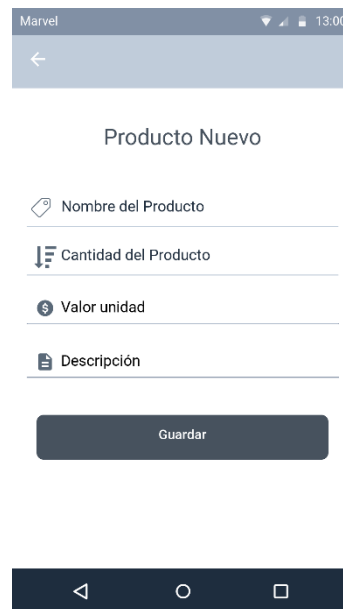 Marvel 13:00
Producto Nuevo
Nombre del Producto
Cantidad del Producto
Valor unidad
Descripción
Guardar